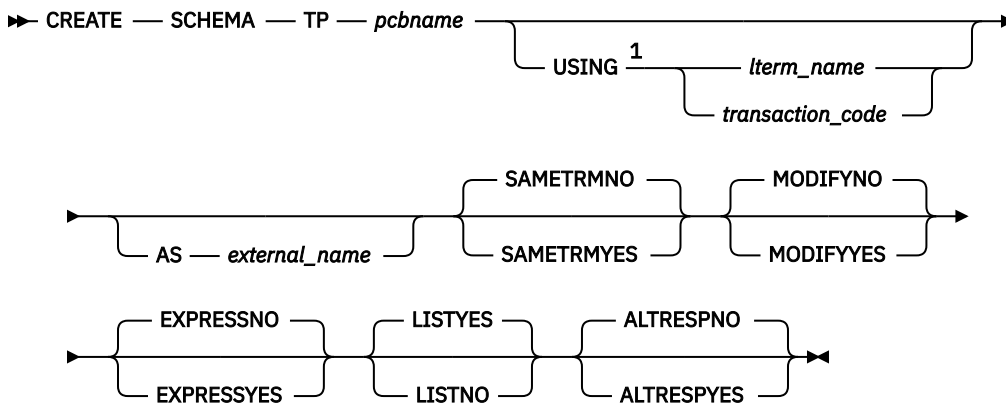 CREATE SCHEMA TP pcbname
USING 1 lterm_name
transaction_code
SAMETRMNO MODIFYNO
AS external_name SAMETRMYES MODIFYYES
EXPRESSNO LISTYES ALTRESPNO
EXPRESSYES LISTNO ALTRESPYES